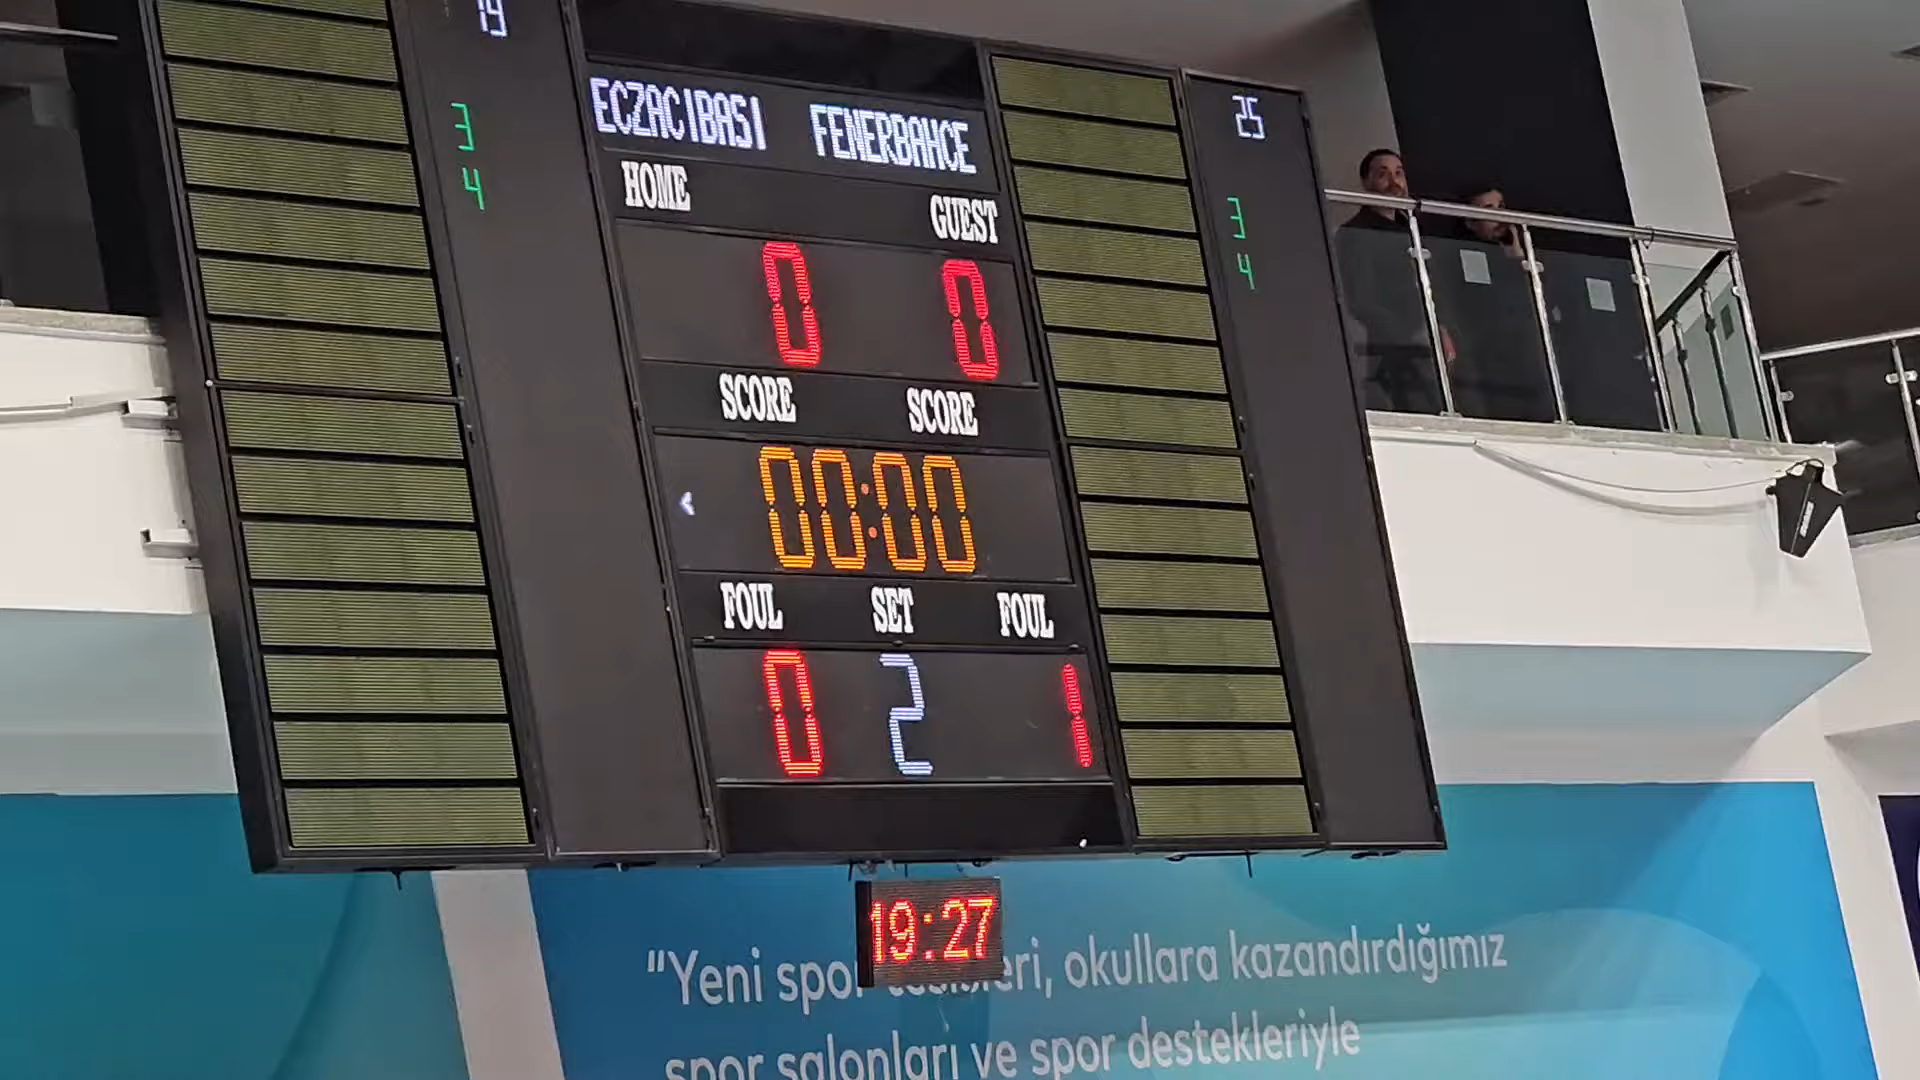 19
ECZACIBASI FENERBAHCE
25
HOME GUEST
3 3
4 4
0 0
SCORE SCORE
00:00
FOUL SET FOUL
0 2 1
19:27
"Yeni spor okullara kazandırdığımız
spor salonları ve spor destekleriyle